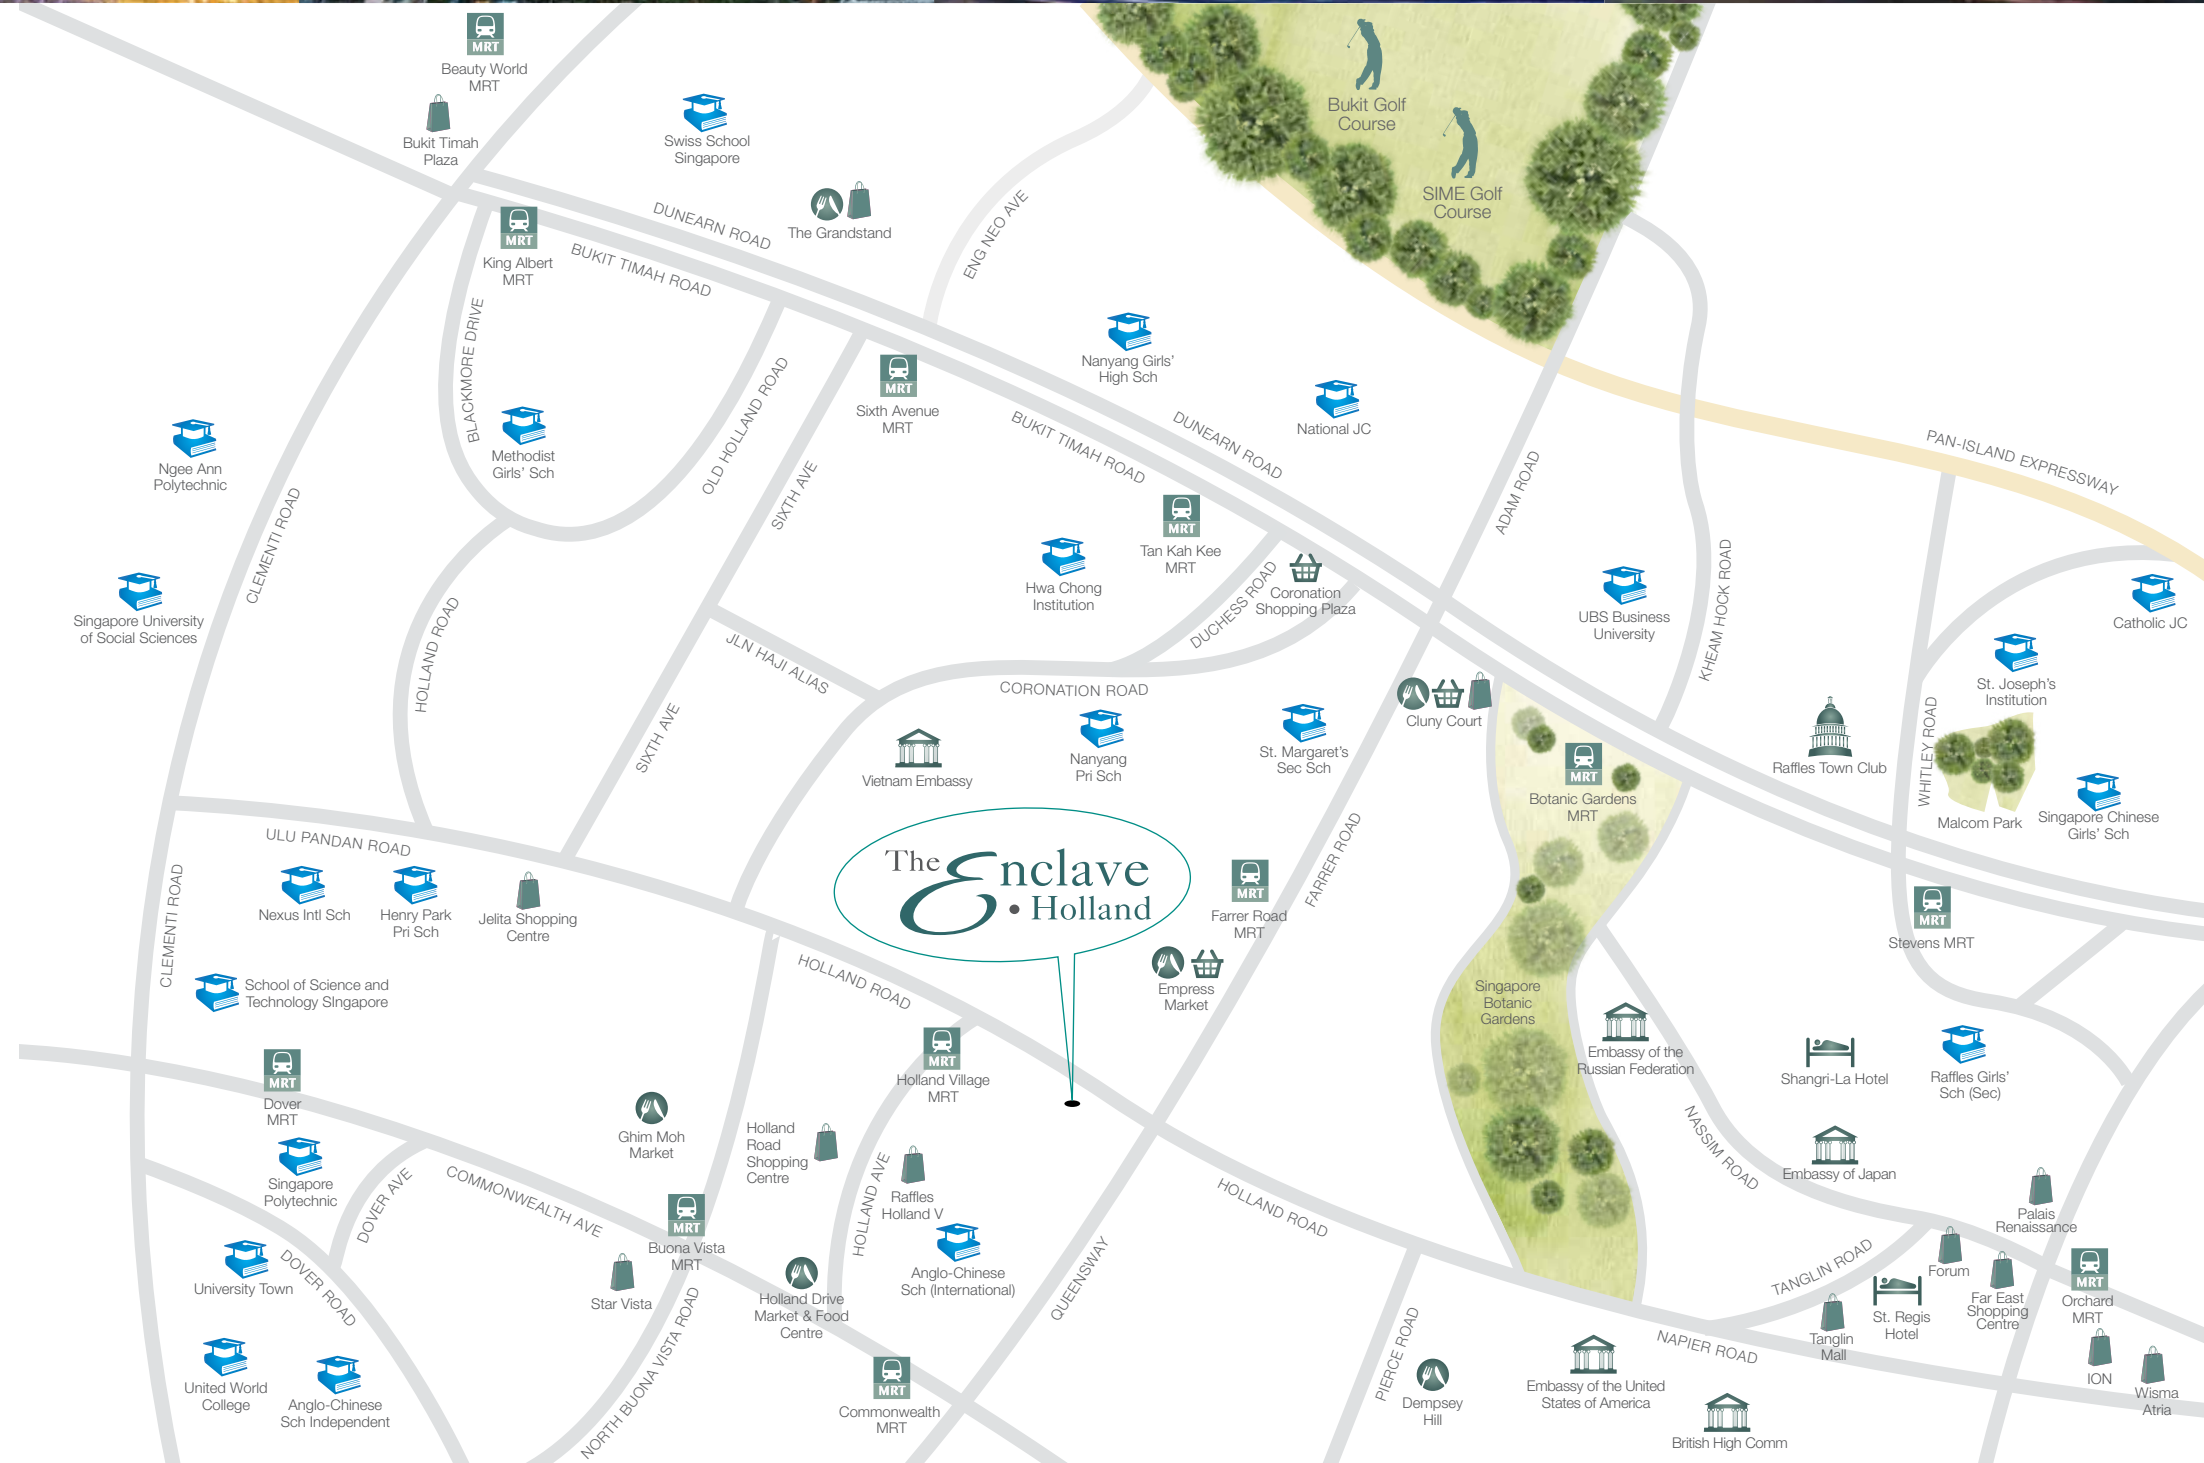 MRT
Beauty World
MRT
Bukit Timah
Plaza
Swiss School
Singapore
The Grandstand
DUNEARN ROAD
BUKIT TIMAH ROAD
ENG NEO AVE
Bukit Golf
Course
SIME Golf
Course
MRT
King Albert
MRT
BLACKMORE DRIVE
Methodist
Girls' Sch
OLD HOLLAND ROAD
SIXTH AVE
MRT
Sixth Avenue
MRT
Nanyang Girls'
High Sch
National JC
BUKIT TIMAH ROAD
DUNEARN ROAD
ADAM ROAD
PAN-ISLAND EXPRESSWAY
Ngee Ann
Polytechnic
CLEMENTI ROAD
Singapore University
of Social Sciences
HOLLAND ROAD
MRT
Tan Kah Kee
MRT
Hwa Chong
Institution
DUCHESS ROAD
Coronation
Shopping Plaza
UBS Business
University
KHEAM HOCK ROAD
Catholic JC
St. Joseph's
Institution
JLN HAJI ALIAS
CORONATION ROAD
SIXTH AVE
Vietnam Embassy
Nanyang
Pri Sch
St. Margaret's
Sec Sch
Cluny Court
MRT
Botanic Gardens
MRT
Raffles Town Club
WHITLEY ROAD
Malcom Park
Singapore Chinese
Girls' Sch
ULU PANDAN ROAD
CLEMENTI ROAD
Nexus Intl Sch
Henry Park
Pri Sch
Jelita Shopping
Centre
The Enclave
• Holland
MRT
Farrer Road
MRT
FARRER ROAD
MRT
Stevens MRT
School of Science and
Technology SIngapore
HOLLAND ROAD
Empress
Market
Singapore
Botanic
Gardens
Embassy of the
Russian Federation
Shangri-La Hotel
Raffles Girls'
Sch (Sec)
MRT
Dover
MRT
MRT
Holland Village
MRT
Ghim Moh
Market
Holland
Road
Shopping
Centre
Singapore
Polytechnic
DOVER AVE
COMMONWEALTH AVE
HOLLAND AVE
Raffles
Holland V
HOLLAND ROAD
NASSIM ROAD
Embassy of Japan
Palais
Renaissance
University Town
DOVER ROAD
MRT
Buona Vista
MRT
Star Vista
Holland Drive
Market & Food
Centre
Anglo-Chinese
Sch (International)
QUEENSWAY
TANGLIN ROAD
Forum
Far East
Shopping
Centre
MRT
Orchard
MRT
St. Regis
Hotel
Tanglin
Mall
NAPIER ROAD
PIERCE ROAD
Dempsey
Hill
Embassy of the United
States of America
British High Comm
ION
Wisma
Atria
United World
College
Anglo-Chinese
Sch Independent
NORTH BUONA VISTA ROAD
MRT
Commonwealth
MRT